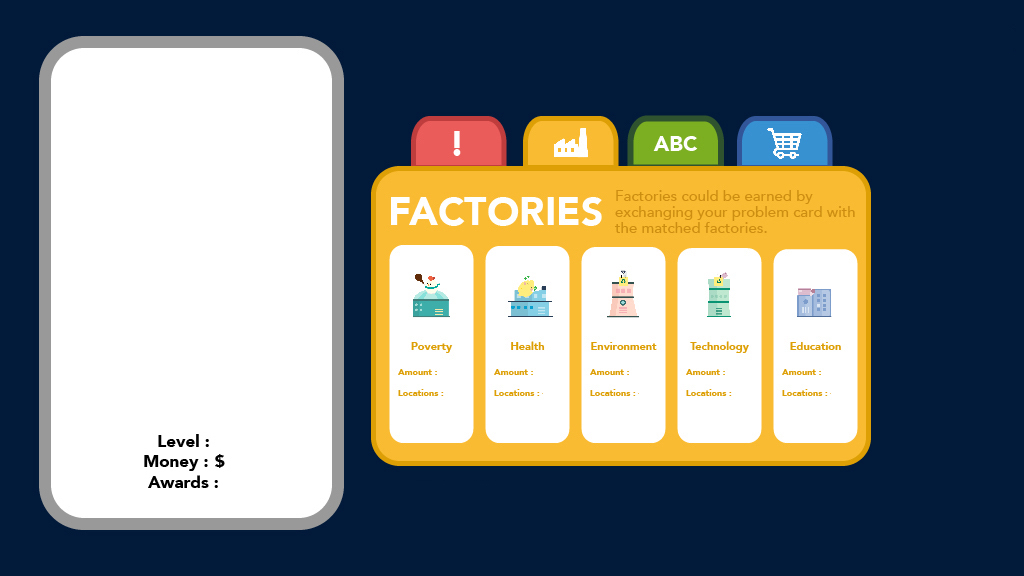 !
ABC
FACTORIES
Factories could be earned by
exchanging your problem card with
the matched factories.
Poverty
Amount :
Locations :
Health
Amount :
Locations :
Environment
Amount :
Locations :
Technology
Amount :
Locations :
Education
Amount :
Locations :
Level :
Money : $
Awards :